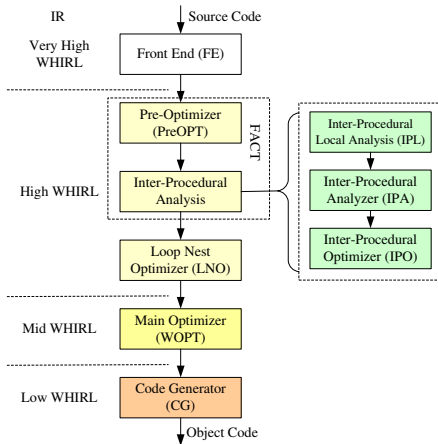 IR
Source Code
Very High
WHIRL
Front End (FE)
Pre-Optimizer
(PreOPT)
FACT
Inter-Procedural
Local Analysis (IPL)
High WHIRL
Inter-Procedural
Analysis
Inter-Procedural
Analyzer (IPA)
Inter-Procedural
Optimizer (IPO)
Loop Nest
Optimizer (LNO)
Mid WHIRL
Main Optimizer
(WOPT)
Low WHIRL
Code Generator
(CG)
Object Code